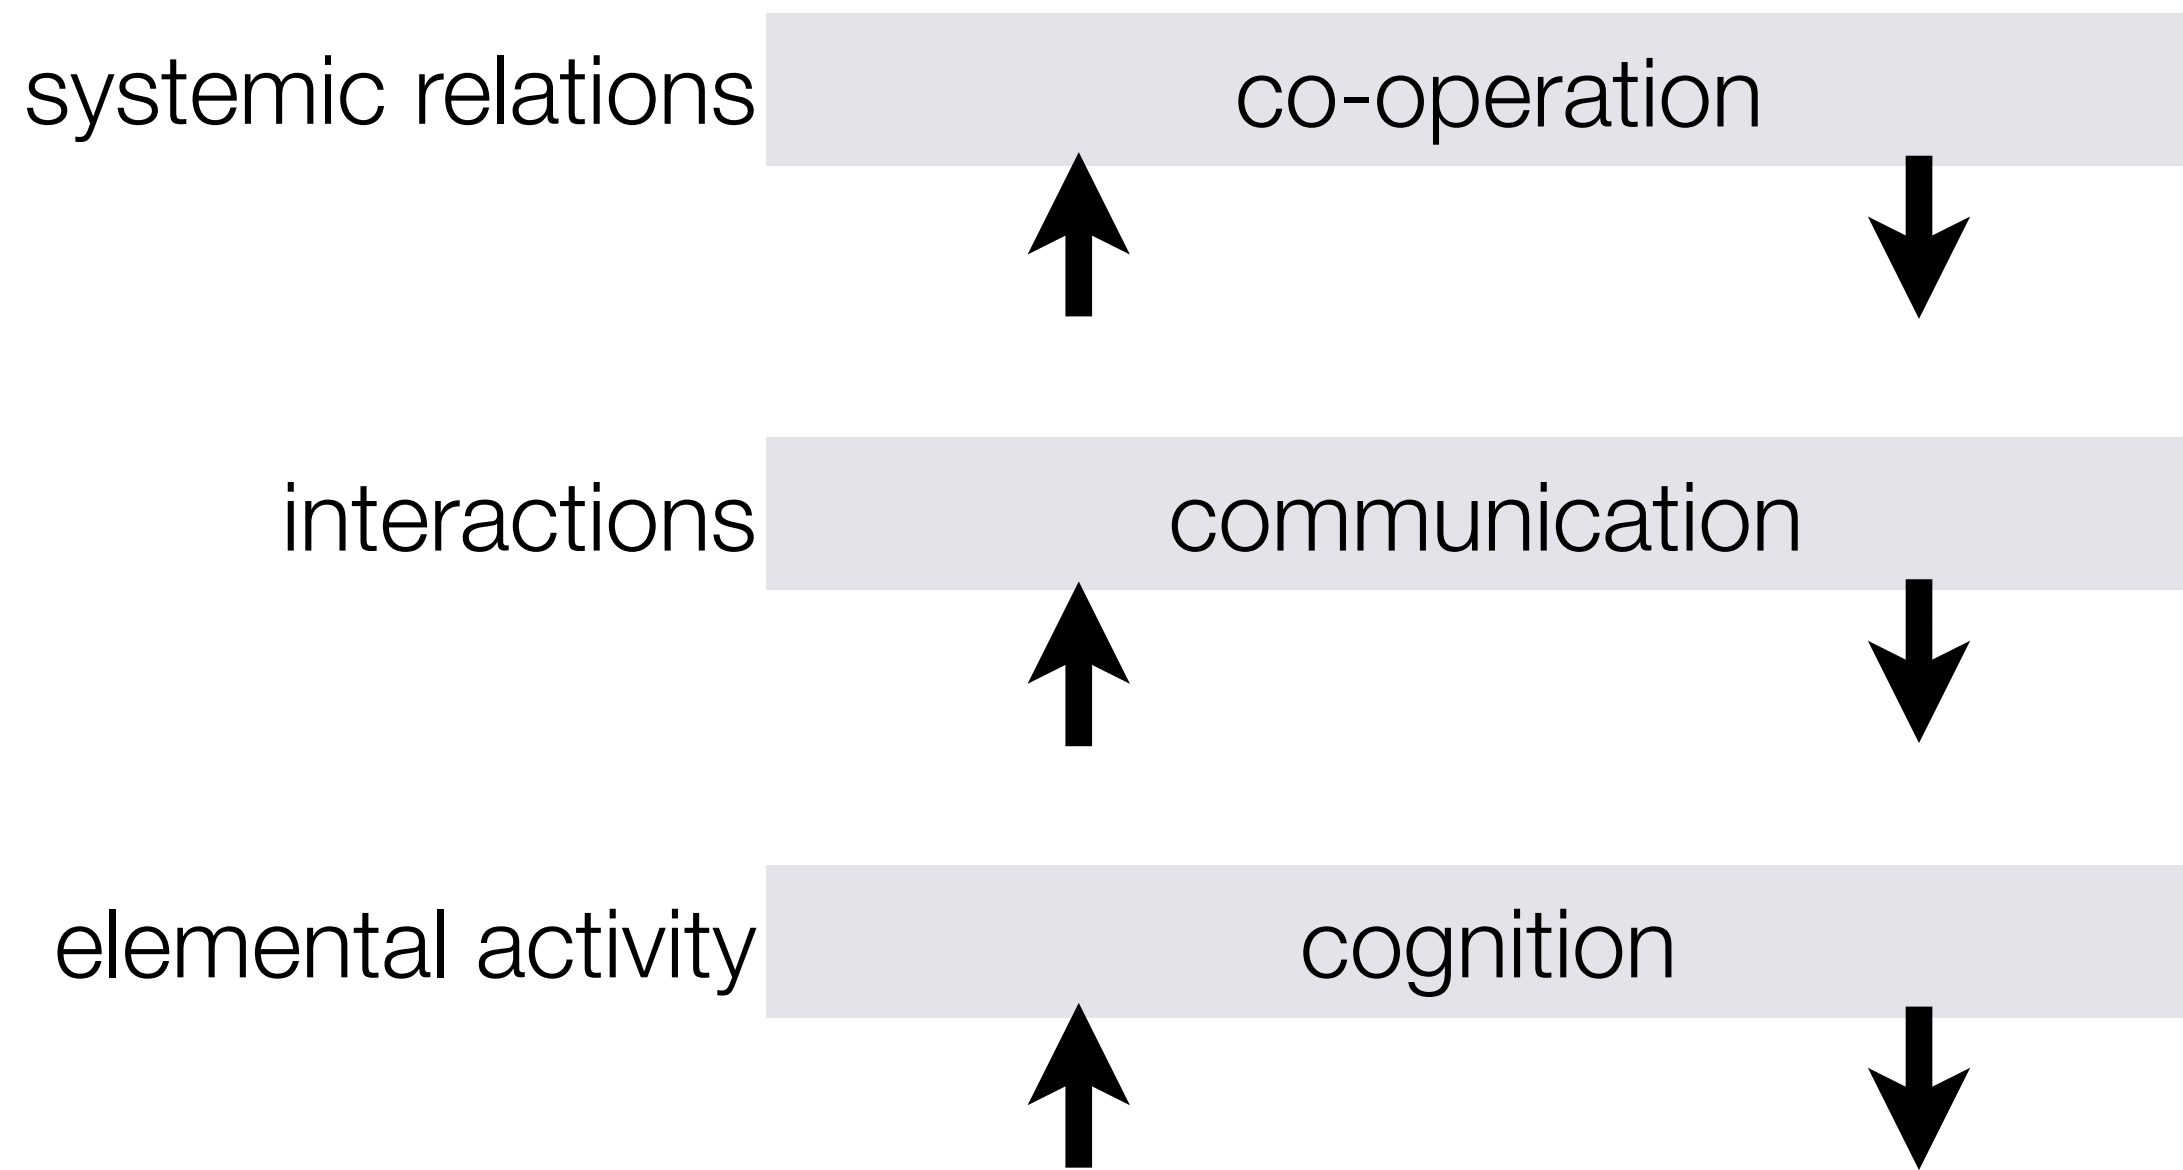 systemic relations co-operation
interactions communication
elemental activity cognition